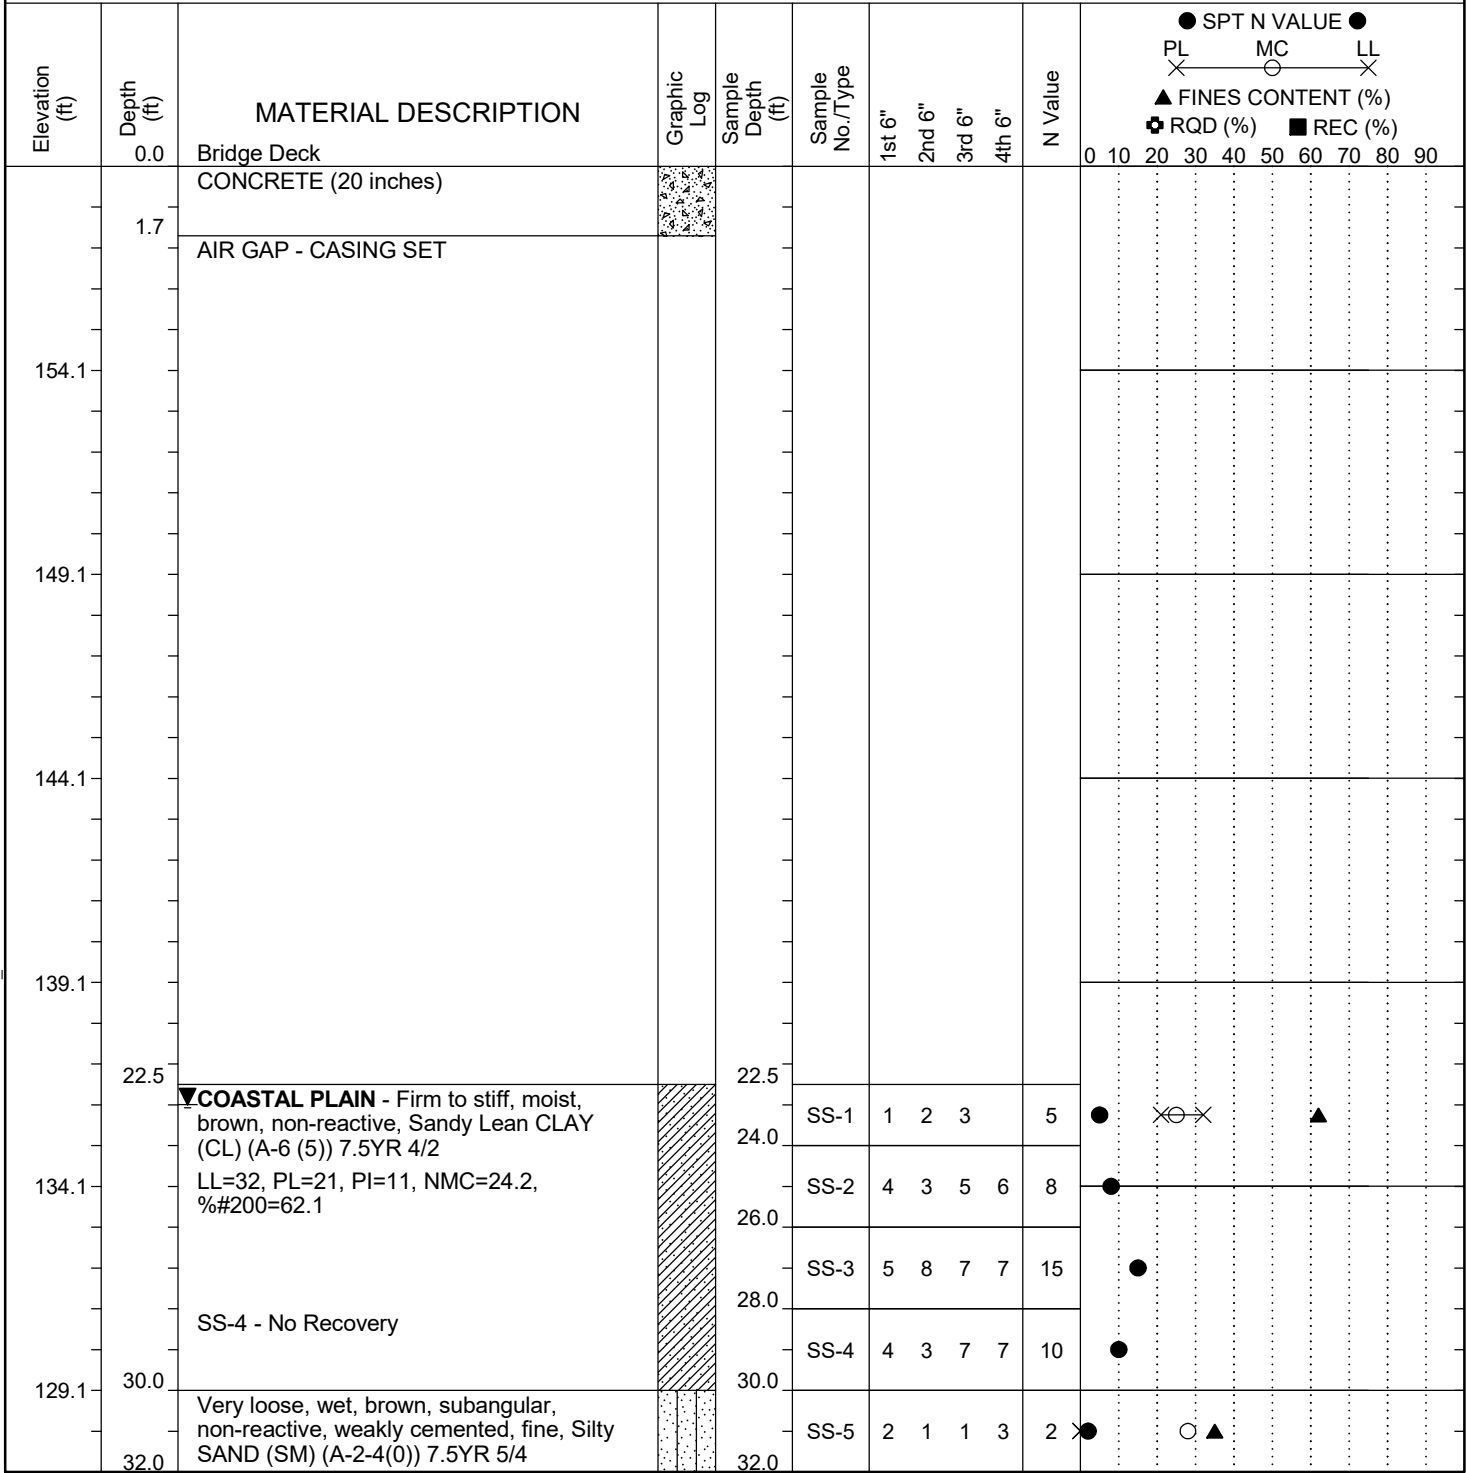 ● SPT N VALUE ●
PL MC LL
▲ FINES CONTENT (%)
RQD (%) ■ REC (%)
Elevation (ft)
Depth (ft)
MATERIAL DESCRIPTION
Graphic Log
Sample Depth (ft)
Sample No./Type
1st 6"
2nd 6"
3rd 6"
4th 6"
N Value
0 10 20 30 40 50 60 70 80 90
0.0 Bridge Deck
CONCRETE (20 inches)
1.7
AIR GAP - CASING SET
154.1
149.1
144.1
139.1
22.5 22.5
COASTAL PLAIN - Firm to stiff, moist,
brown, non-reactive, Sandy Lean CLAY
(CL) (A-6 (5)) 7.5YR 4/2
SS-1 1 2 3 5
24.0
LL=32, PL=21, PI=11, NMC=24.2,
%#200=62.1
134.1
SS-2 4 3 5 6 8
26.0
SS-3 5 8 7 7 15
28.0
SS-4 - No Recovery
SS-4 4 3 7 7 10
129.1 30.0 30.0
Very loose, wet, brown, subangular,
non-reactive, weakly cemented, fine, Silty
SAND (SM) (A-2-4(0)) 7.5YR 5/4
SS-5 2 1 1 3 2
32.0 32.0